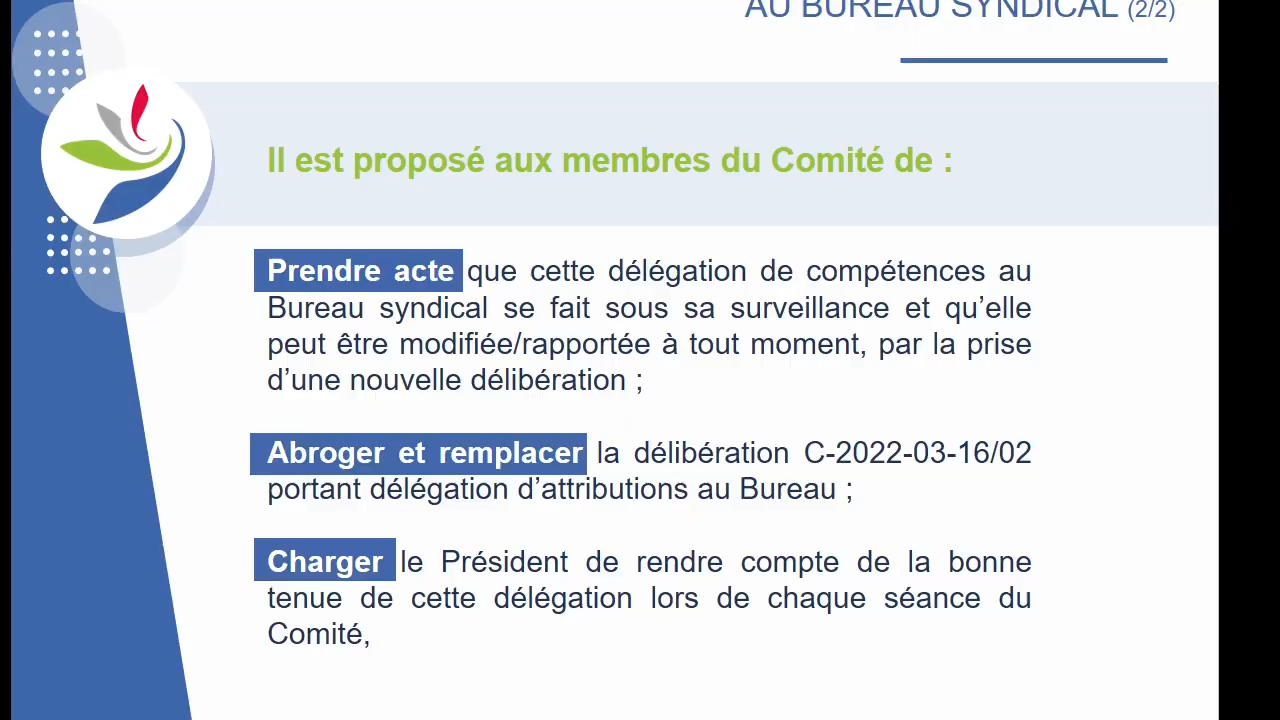 AU BUREAU SYNDICAL (2/2)
Il est proposé aux membres du Comité de :
Prendre acte que cette délégation de compétences au
Bureau syndical se fait sous sa surveillance et qu’elle
peut être modifiée/rapportée à tout moment, par la prise
d’une nouvelle délibération ;
Abroger et remplacer la délibération C-2022-03-16/02
portant délégation d’attributions au Bureau ;
Charger le Président de rendre compte de la bonne
tenue de cette délégation lors de chaque séance du
Comité,